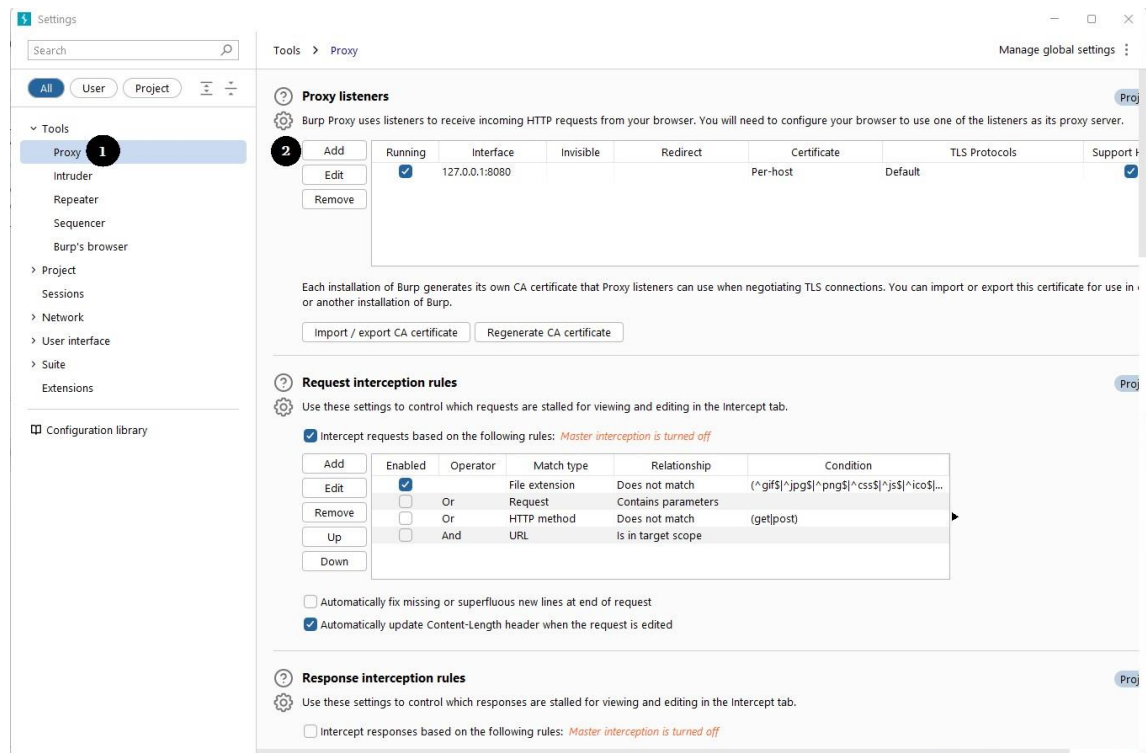 Settings
Search
All User Project
Tools
Proxy 1
Intruder
Repeater
Sequencer
Burp's browser
Project
Sessions
Network
User interface
Suite
Extensions
Configuration library
Tools > Proxy
Manage global settings
Proxy listeners
Burp Proxy uses listeners to receive incoming HTTP requests from your browser. You will need to configure your browser to use one of the listeners as its proxy server.
2 Add Running Interface Invisible Redirect Certificate TLS Protocols Support
Edit 127.0.0.1:8080 Per-host Default
Remove
Each installation of Burp generates its own CA certificate that Proxy listeners can use when negotiating TLS connections. You can import or export this certificate for use in
or another installation of Burp.
Import / export CA certificate Regenerate CA certificate
Request interception rules
Use these settings to control which requests are stalled for viewing and editing in the Intercept tab.
Intercept requests based on the following rules: Master interception is turned off
Add Enabled Operator Match type Relationship Condition
Edit File extension Does not match (^gif$|^jpg$|^png$|^css$|^js$|^ico$|...
Or Request Contains parameters
Remove Or HTTP method Does not match (get|post)
Up And URL Is in target scope
Down
Automatically fix missing or superfluous new lines at end of request
Automatically update Content-Length header when the request is edited
Response interception rules
Use these settings to control which responses are stalled for viewing and editing in the Intercept tab.
Intercept responses based on the following rules: Master interception is turned off